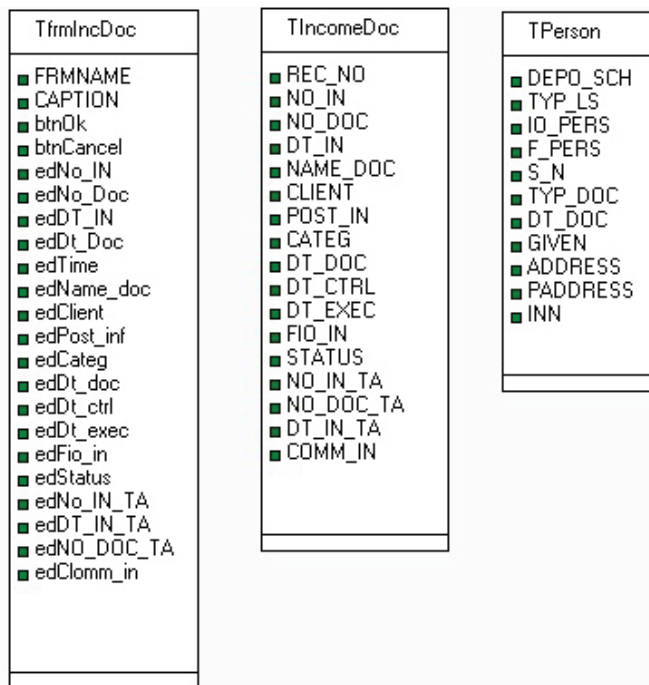 TfrmIncDoc
FRMNAME
CAPTION
btnOk
btnCancel
edNo_IN
edNo_Doc
edDT_IN
edDt_Doc
edTime
edName_doc
edClient
edPost_inf
edCateg
edDt_doc
edDt_ctrl
edDt_exec
edFio_in
edStatus
edNo_IN_TA
edDT_IN_TA
edNO_DOC_TA
edClomm_in
TIncomeDoc
REC_NO
NO_IN
NO_DOC
DT_IN
NAME_DOC
CLIENT
POST_IN
CATEG
DT_DOC
DT_CTRL
DT_EXEC
FIO_IN
STATUS
NO_IN_TA
NO_DOC_TA
DT_IN_TA
COMM_IN
TPerson
DEPO_SCH
TYP_LS
IO_PERS
F_PERS
S_N
TYP_DOC
DT_DOC
GIVEN
ADDRESS
PADDRESS
INN